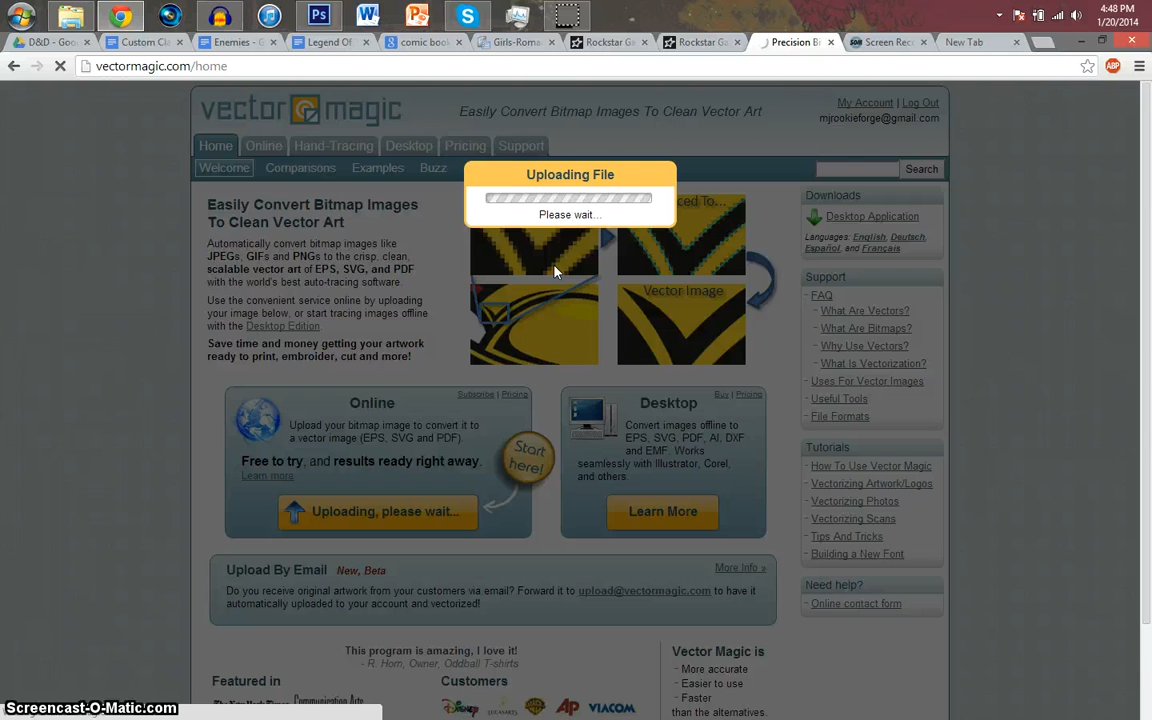 4:48 PM
1/20/2014
D&D - Goo
Custom Cla
Enemies - G
Legend Of
comic book
Girls-Roma
Rockstar Ga
Rockstar Ga
Precision Bi
Screen Reco
New Tab
vectormagic.com/home
ABP
vector magic
Easily Convert Bitmap Images To Clean Vector Art
My Account | Log Out
mjrookieforge@gmail.com
Home
Online
Hand-Tracing
Desktop
Pricing
Support
Welcome
Comparisons
Examples
Buzz
Search
Uploading File
Please wait...
Easily Convert Bitmap Images
To Clean Vector Art
Automatically convert bitmap images like
JPEGs, GIFs and PNGs to the crisp, clean,
scalable vector art of EPS, SVG, and PDF
with the world's best auto-tracing software.
Use the convenient service online by uploading
your image below, or start tracing images offline
with the Desktop Edition.
Save time and money getting your artwork
ready to print, embroider, cut and more!
To...
Vector Image
Downloads
Desktop Application
Languages: English, Deutsch,
Español, and Français
Support
FAQ
What Are Vectors?
What Are Bitmaps?
Why Use Vectors?
What Is Vectorization?
Uses For Vector Images
Useful Tools
File Formats
Tutorials
How To Use Vector Magic
Vectorizing Artwork/Logos
Vectorizing Photos
Vectorizing Scans
Tips And Tricks
Building a New Font
Need help?
Online contact form
Subscribe | Pricing
Online
Upload your bitmap image to convert it to
a vector image (EPS, SVG and PDF).
Free to try, and results ready right away.
Learn more
Start
here!
Uploading, please wait...
Buy | Pricing
Desktop
Convert images offline to
EPS, SVG, PDF, AI, DXF
and EMF. Works
seamlessly with Illustrator, Corel,
and others.
Learn More
Upload By Email New, Beta
More Info »
Do you receive original artwork from your customers via email? Forward it to upload@vectormagic.com to have it
automatically uploaded to your account and vectorized!
This program is amazing, I love it!
- R. Horn, Owner, Oddball T-shirts
Featured in
Customers
Disney
AP
VIACOM
Vector Magic is
More accurate
Easier to use
Faster
than the alternatives.
Screencast-O-Matic.com